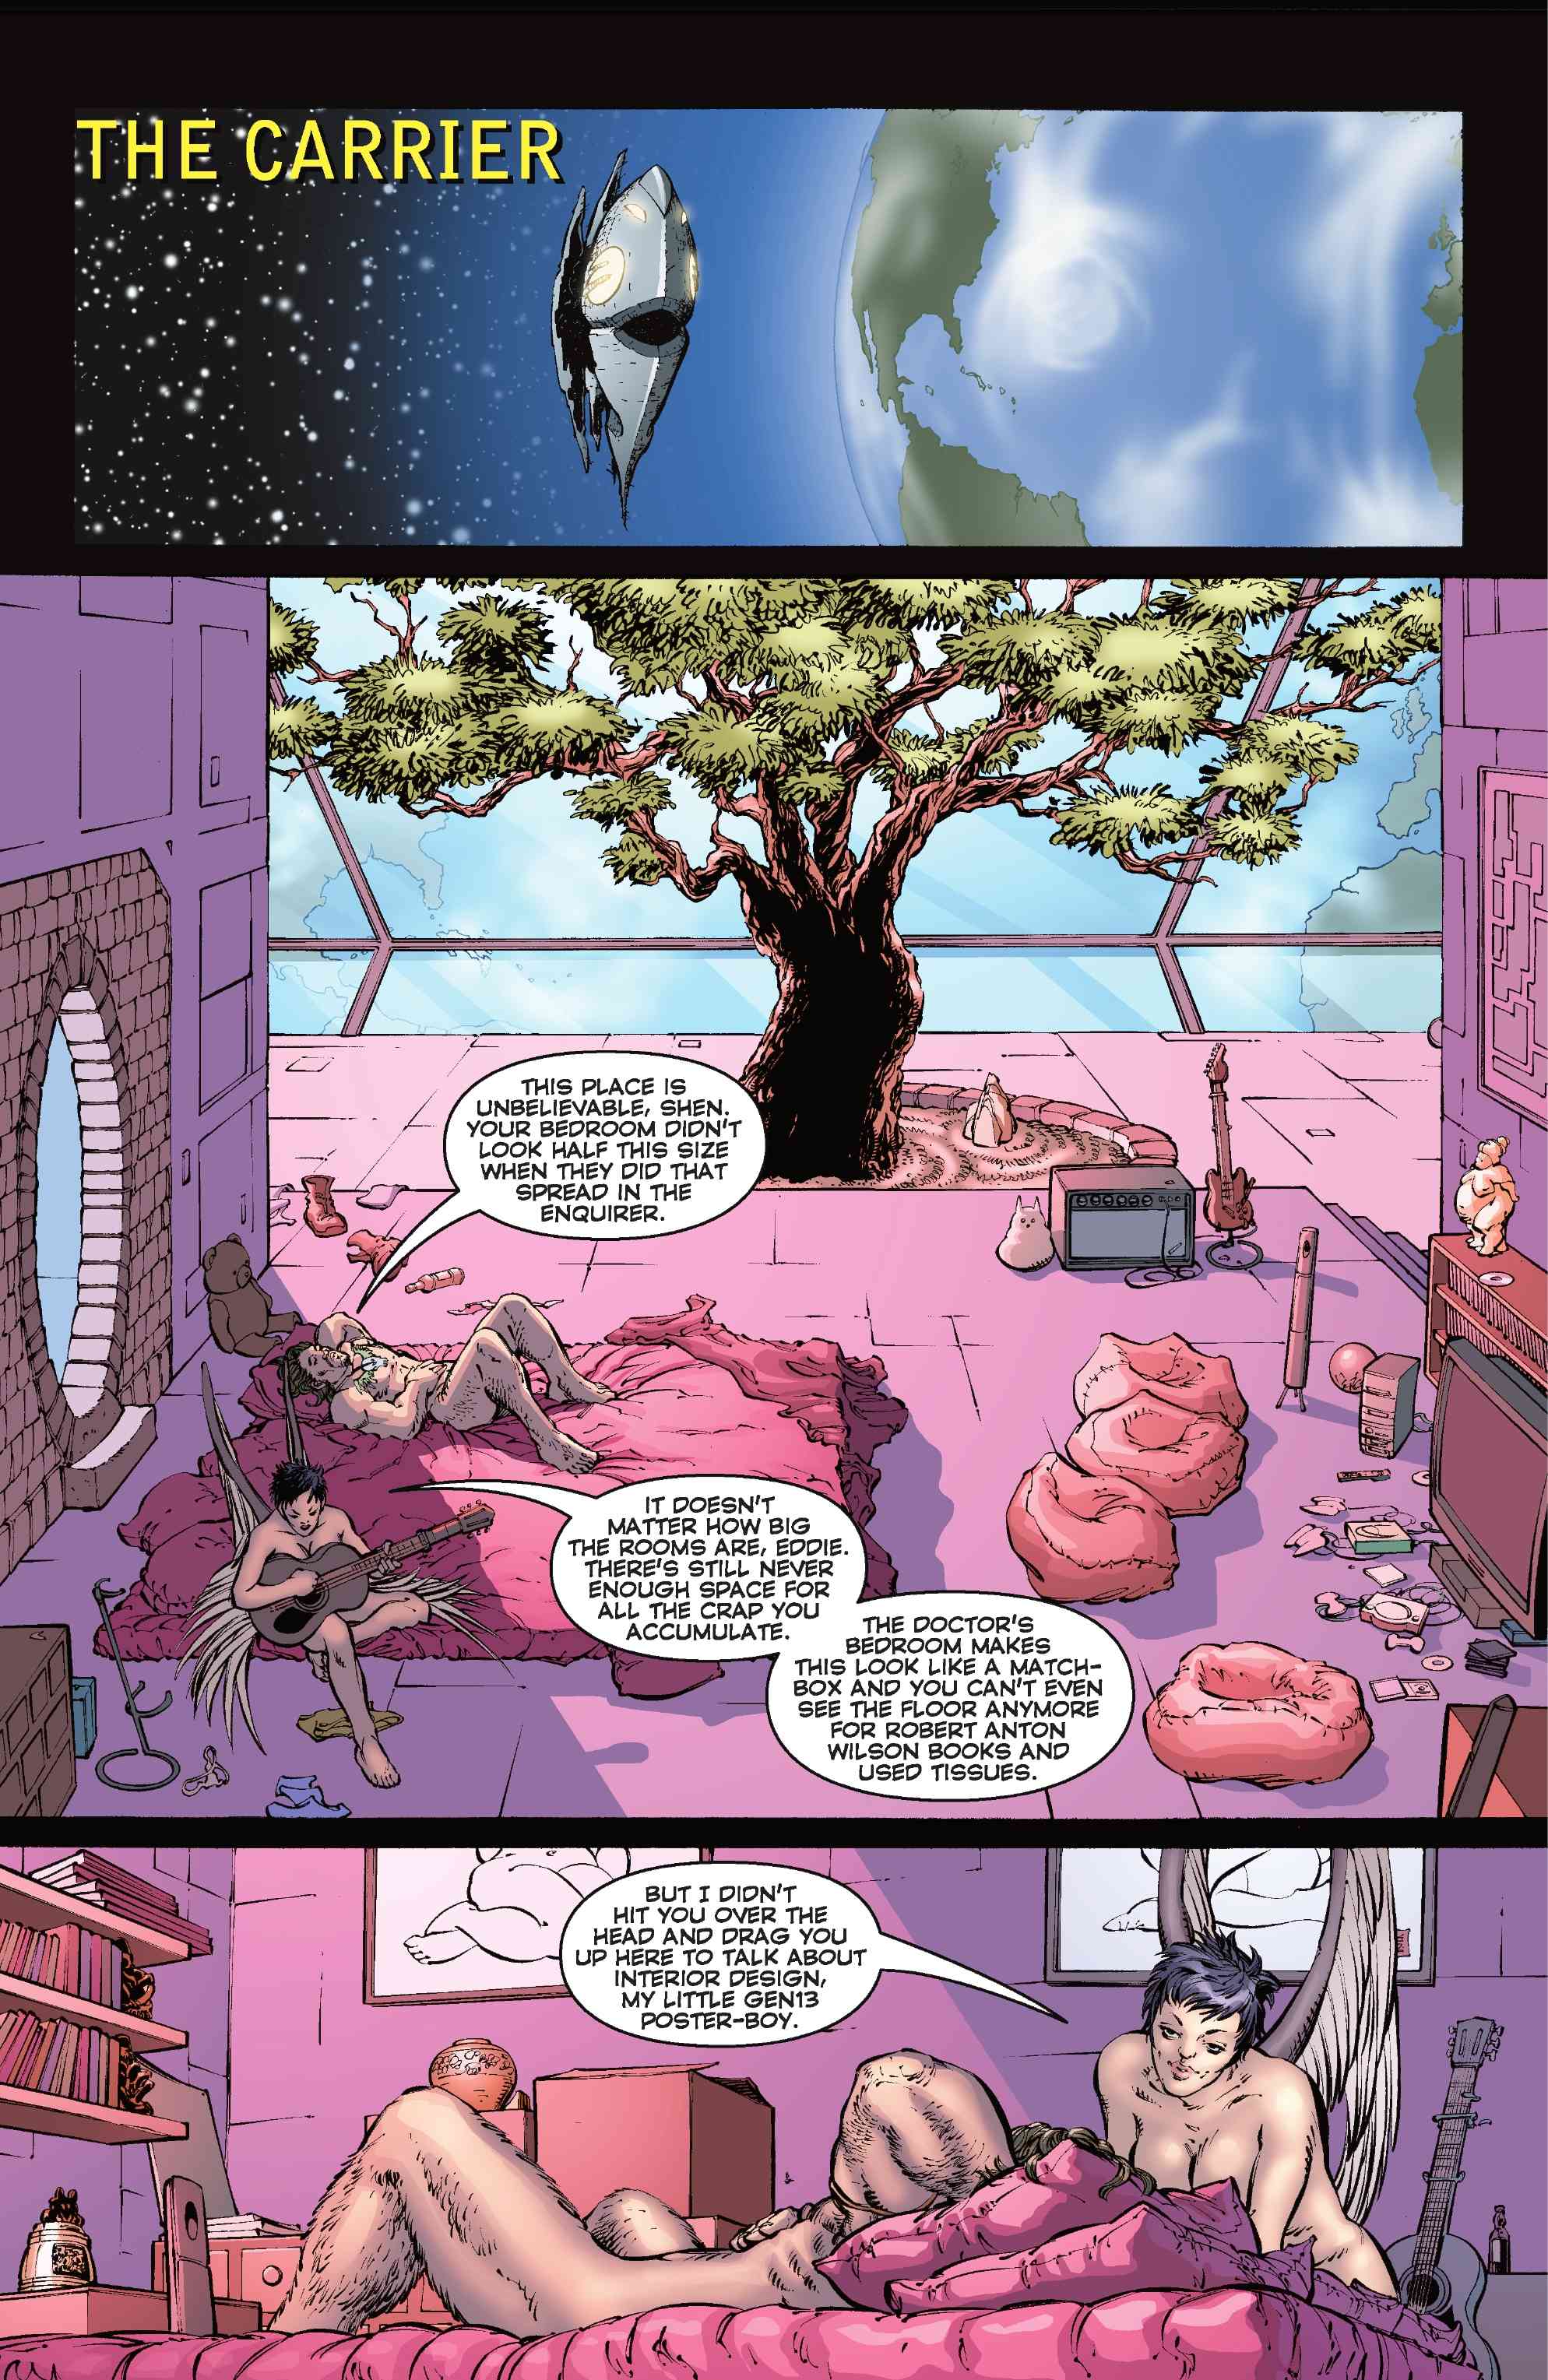 THE CARRIER
THIS PLACE IS
UNBELIEVABLE, SHEN.
YOUR BEDROOM DIDN'T
LOOK HALF THIS SIZE
WHEN THEY DID THAT
SPREAD IN THE
ENQUIRER.
IT DOESN'T
MATTER HOW BIG
THE ROOMS ARE, EDDIE.
THERE'S STILL NEVER
ENOUGH SPACE FOR
ALL THE CRAP YOU
ACCUMULATE.
THE DOCTOR'S
BEDROOM MAKES
THIS LOOK LIKE A MATCH-
BOX AND YOU CAN'T EVEN
SEE THE FLOOR ANYMORE
FOR ROBERT ANTON
WILSON BOOKS AND
USED TISSUES.
BUT I DIDN'T
HIT YOU OVER THE
HEAD AND DRAG YOU
UP HERE TO TALK ABOUT
INTERIOR DESIGN,
MY LITTLE GEN13
POSTER-BOY.